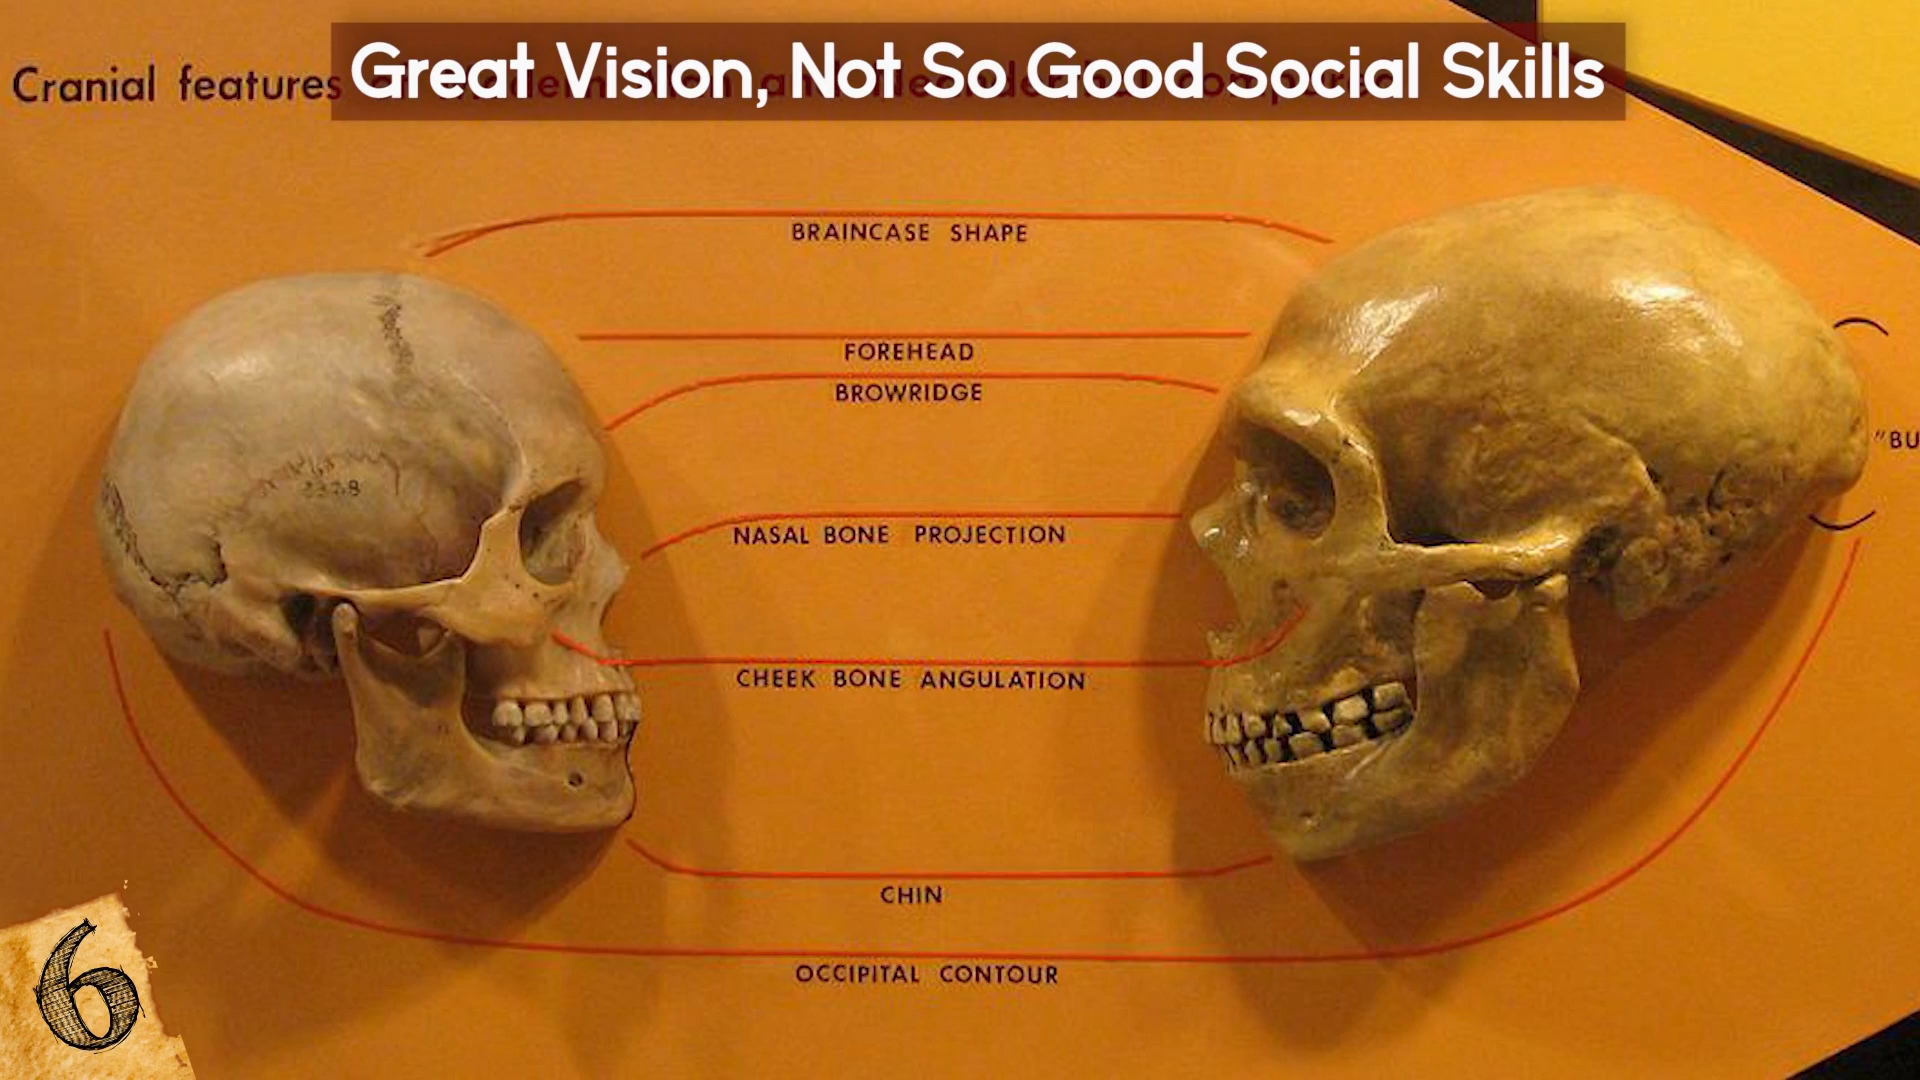 Great Vision, Not So Good Social Skills
Cranial features
BRAINCASE SHAPE
FOREHEAD
BROWRIDGE
"BU
NASAL BONE PROJECTION
CHEEK BONE ANGULATION
CHIN
OCCIPITAL CONTOUR
6